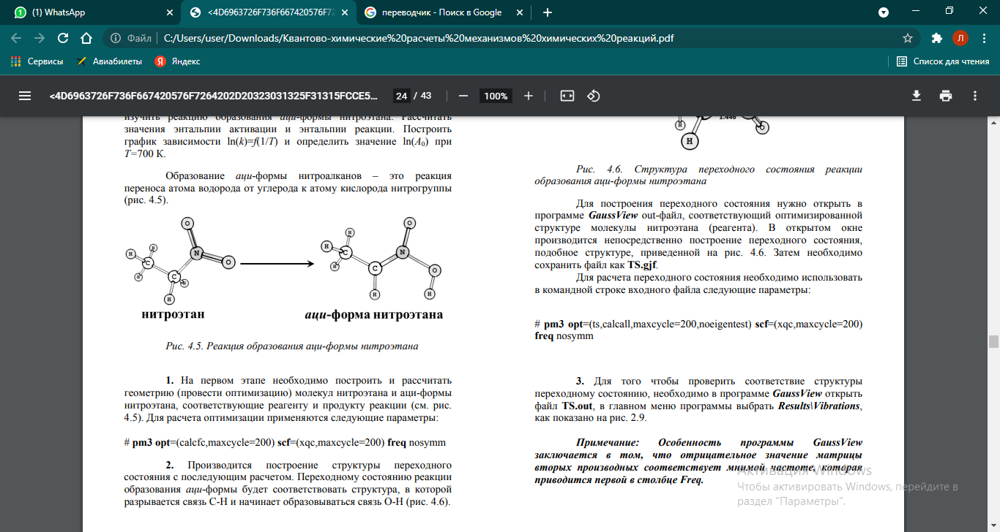 (1) WhatsApp
<4D6963726F736F667420576F72
переводчик - Поиск в Google
Файл
C:/Users/user/Downloads/Квантово-химические%20расчеты%20механизмов%20химических%20реакций.pdf
Л
Сервисы
Авиабилеты
Яндекс
Список для чтения
<4D6963726F736F667420576F7264202D20323031325F31315FCCE5...
24 / 43
100%
изучить реакцию образования аци-формы нитроэтана. Рассчитать
значения энтальпии активации и энтальпии реакции. Построить
график зависимости ln(k)=f(1/T) и определить значение ln(A0) при
T=700 К.
Образование аци-формы нитроалканов – это реакция
переноса атома водорода от углерода к атому кислорода нитрогруппы
(рис. 4.5).
O
N
O
H
H
C
H
C
H
H
нитроэтан
O
H
H
C
N
H
C
O
H
H
аци-форма нитроэтана
Рис. 4.5. Реакция образования аци-формы нитроэтана
1. На первом этапе необходимо построить и рассчитать
геометрию (провести оптимизацию) молекул нитроэтана и аци-формы
нитроэтана, соответствующие реагенту и продукту реакции (см. рис.
4.5). Для расчета оптимизации применяются следующие параметры:
# pm3 opt=(calcfc,maxcycle=200) scf=(xqc,maxcycle=200) freq nosymm
2. Производится построение структуры переходного
состояния с последующим расчетом. Переходному состоянию реакции
образования аци-формы будет соответствовать структура, в которой
разрывается связь С-Н и начинает образовываться связь О-Н (рис. 4.6).
1.446
H
O
H
Рис. 4.6. Структура переходного состояния реакции
образования аци-формы нитроэтана
Для построения переходного состояния нужно открыть в
программе GaussView out-файл, соответствующий оптимизированной
структуре молекулы нитроэтана (реагента). В открытом окне
производится непосредственно построение переходного состояния,
подобное структуре, приведенной на рис. 4.6. Затем необходимо
сохранить файл как TS.gjf.
Для расчета переходного состояния необходимо использовать
в командной строке входного файла следующие параметры:
# pm3 opt=(ts,calcall,maxcycle=200,noeigentest) scf=(xqc,maxcycle=200)
freq nosymm
3. Для того чтобы проверить соответствие структуры
переходному состоянию, необходимо в программе GaussView открыть
файл TS.out, в главном меню программы выбрать Results\Vibrations,
как показано на рис. 2.9.
Примечание: Особенность программы GaussView
заключается в том, что отрицательное значение матрицы
вторых производных соответствует мнимой частоте, которая
приводится первой в столбце Freq.
Активация Windows
Чтобы активировать Windows, перейдите в
раздел "Параметры".